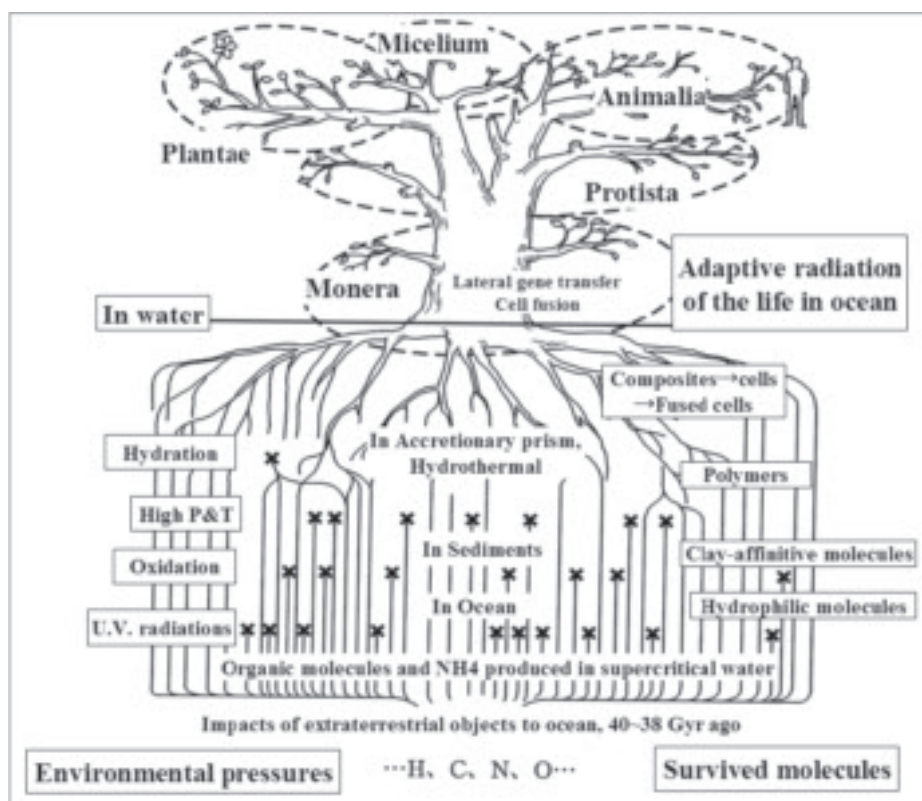 Micelium
Animalia
Plantae
Protista
Monera
Lateral gene transfer
Cell fusion
Adaptive radiation
of the life in ocean
In water
Composites→cells
→Fused cells
In Accretionary prism,
Hydrothermal
Hydration
Polymers
High P&T
In Sediments
Clay-affinitive molecules
Oxidation
In Ocean
Hydrophilic molecules
U.V. radiations
Organic molecules and NH4 produced in supercritical water
Impacts of extraterrestrial objects to ocean, 40~38 Gyr ago
Environmental pressures
···H、C、N、O···
Survived molecules